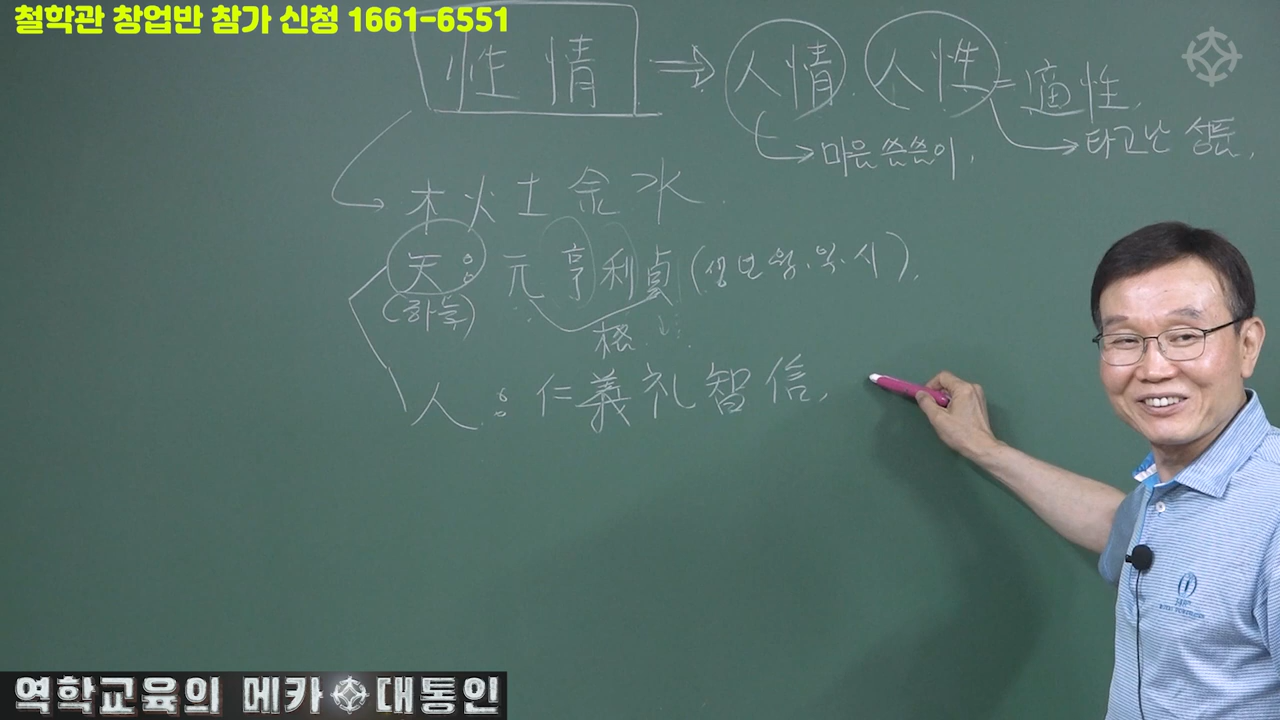 철학관 창업반 참가 신청 1661-6551
性情 ⇒ 人情. 人性 = 適性.
마음 씀씀이. 타고난 성품.
木火土金水.
天: 元亨利貞 (생년월.일.시).
(하늘)
人: 仁義礼智信.
역학교육의 메카 대통인